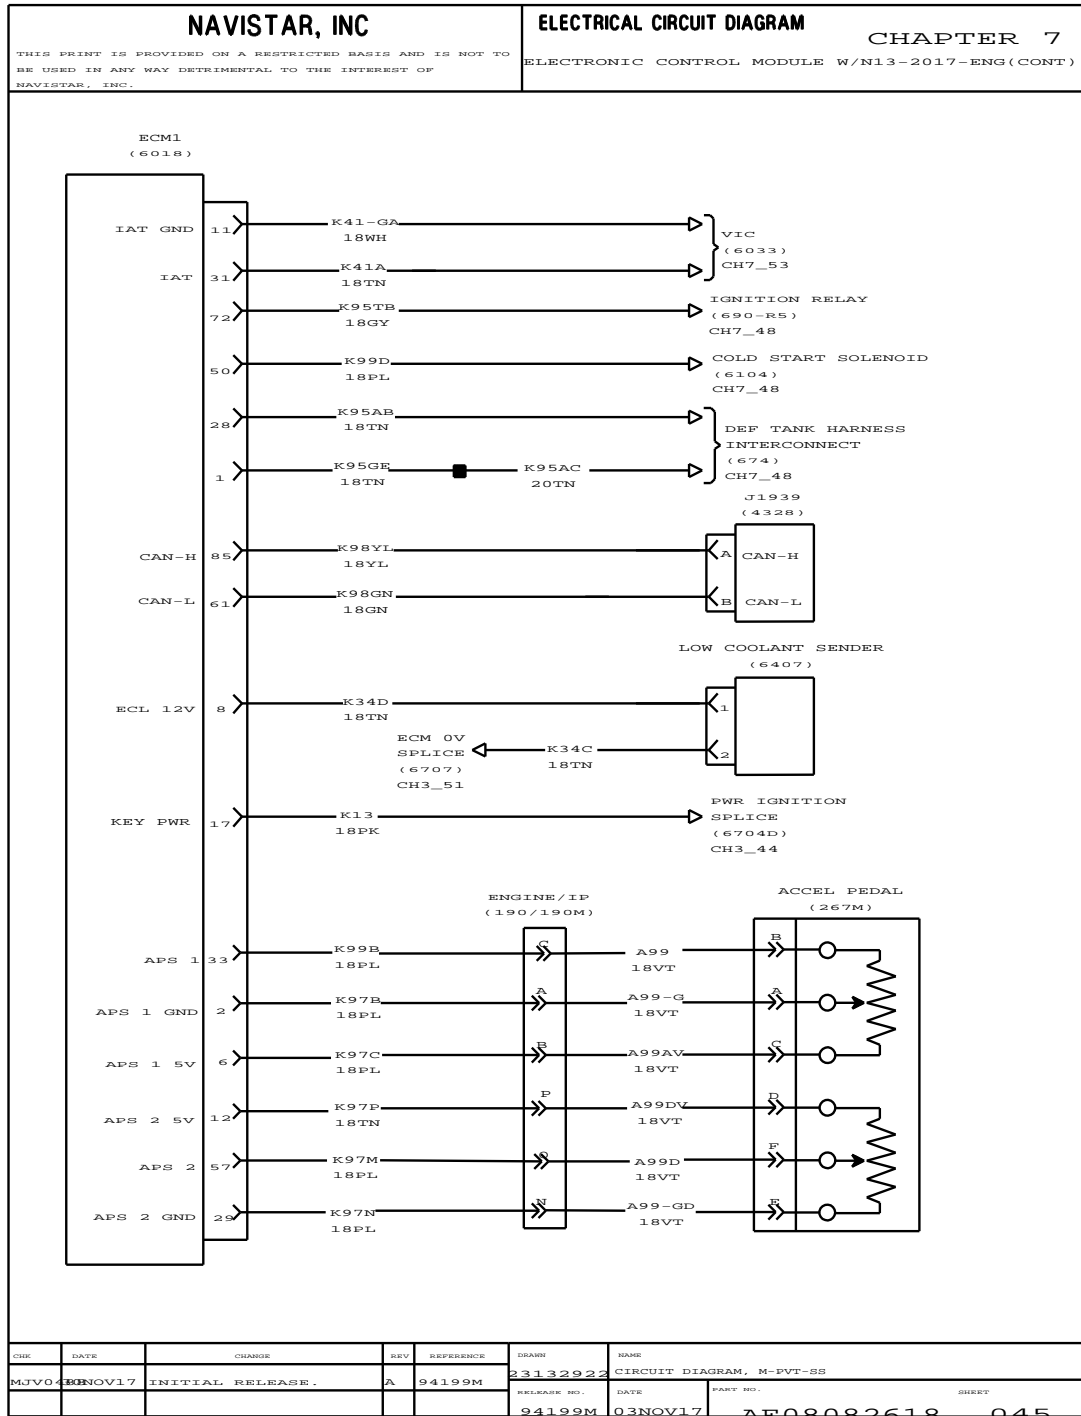 NAVISTAR, INC
THIS PRINT IS PROVIDED ON A RESTRICTED BASIS AND IS NOT TO
BE USED IN ANY WAY DETRIMENTAL TO THE INTEREST OF
NAVISTAR, INC.
ELECTRICAL CIRCUIT DIAGRAM
CHAPTER 7
ELECTRONIC CONTROL MODULE W/N13-2017-ENG(CONT)
ECM1
(6018)
IAT GND 11 K41-GA
18WH
IAT 31 K41A
18TN
VIC
(6033)
CH7_53
72 K95TB
18GY
IGNITION RELAY
(690-R5)
CH7_48
50 K99D
18PL
COLD START SOLENOID
(6104)
CH7_48
28 K95AB
18TN
1 K95GE K95AC
18TN 20TN
DEF TANK HARNESS
INTERCONNECT
(674)
CH7_48
J1939
(4328)
CAN-H 85 K98YL A CAN-H
18YL
CAN-L 61 K98GN B CAN-L
18GN
LOW COOLANT SENDER
(6407)
ECL 12V 8 K34D 1
18TN
ECM 0V
SPLICE
(6707)
CH3_51
K34C 2
18TN
KEY PWR 17 K13
18PK
PWR IGNITION
SPLICE
(6704D)
CH3_44
ENGINE/IP
(190/190M)
ACCEL PEDAL
(267M)
APS 1 33 K99B C A99 B
18PL 18VT
APS 1 GND 2 K97B A A99-G A
18PL 18VT
APS 1 5V 6 K97C B A99AV C
18PL 18VT
APS 2 5V 12 K97P P A99DV D
18TN 18VT
APS 2 57 K97M A99D F
18PL 18VT
APS 2 GND 29 K97N N A99-GD E
18PL 18VT
CHK DATE CHANGE REV REFERENCE DRAWN NAME
INITIAL RELEASE. A 94199M 23132922 CIRCUIT DIAGRAM, M-PVT-SS
RELEASE NO. DATE PART NO. SHEET
94199M 03NOV17 AF08082618 045